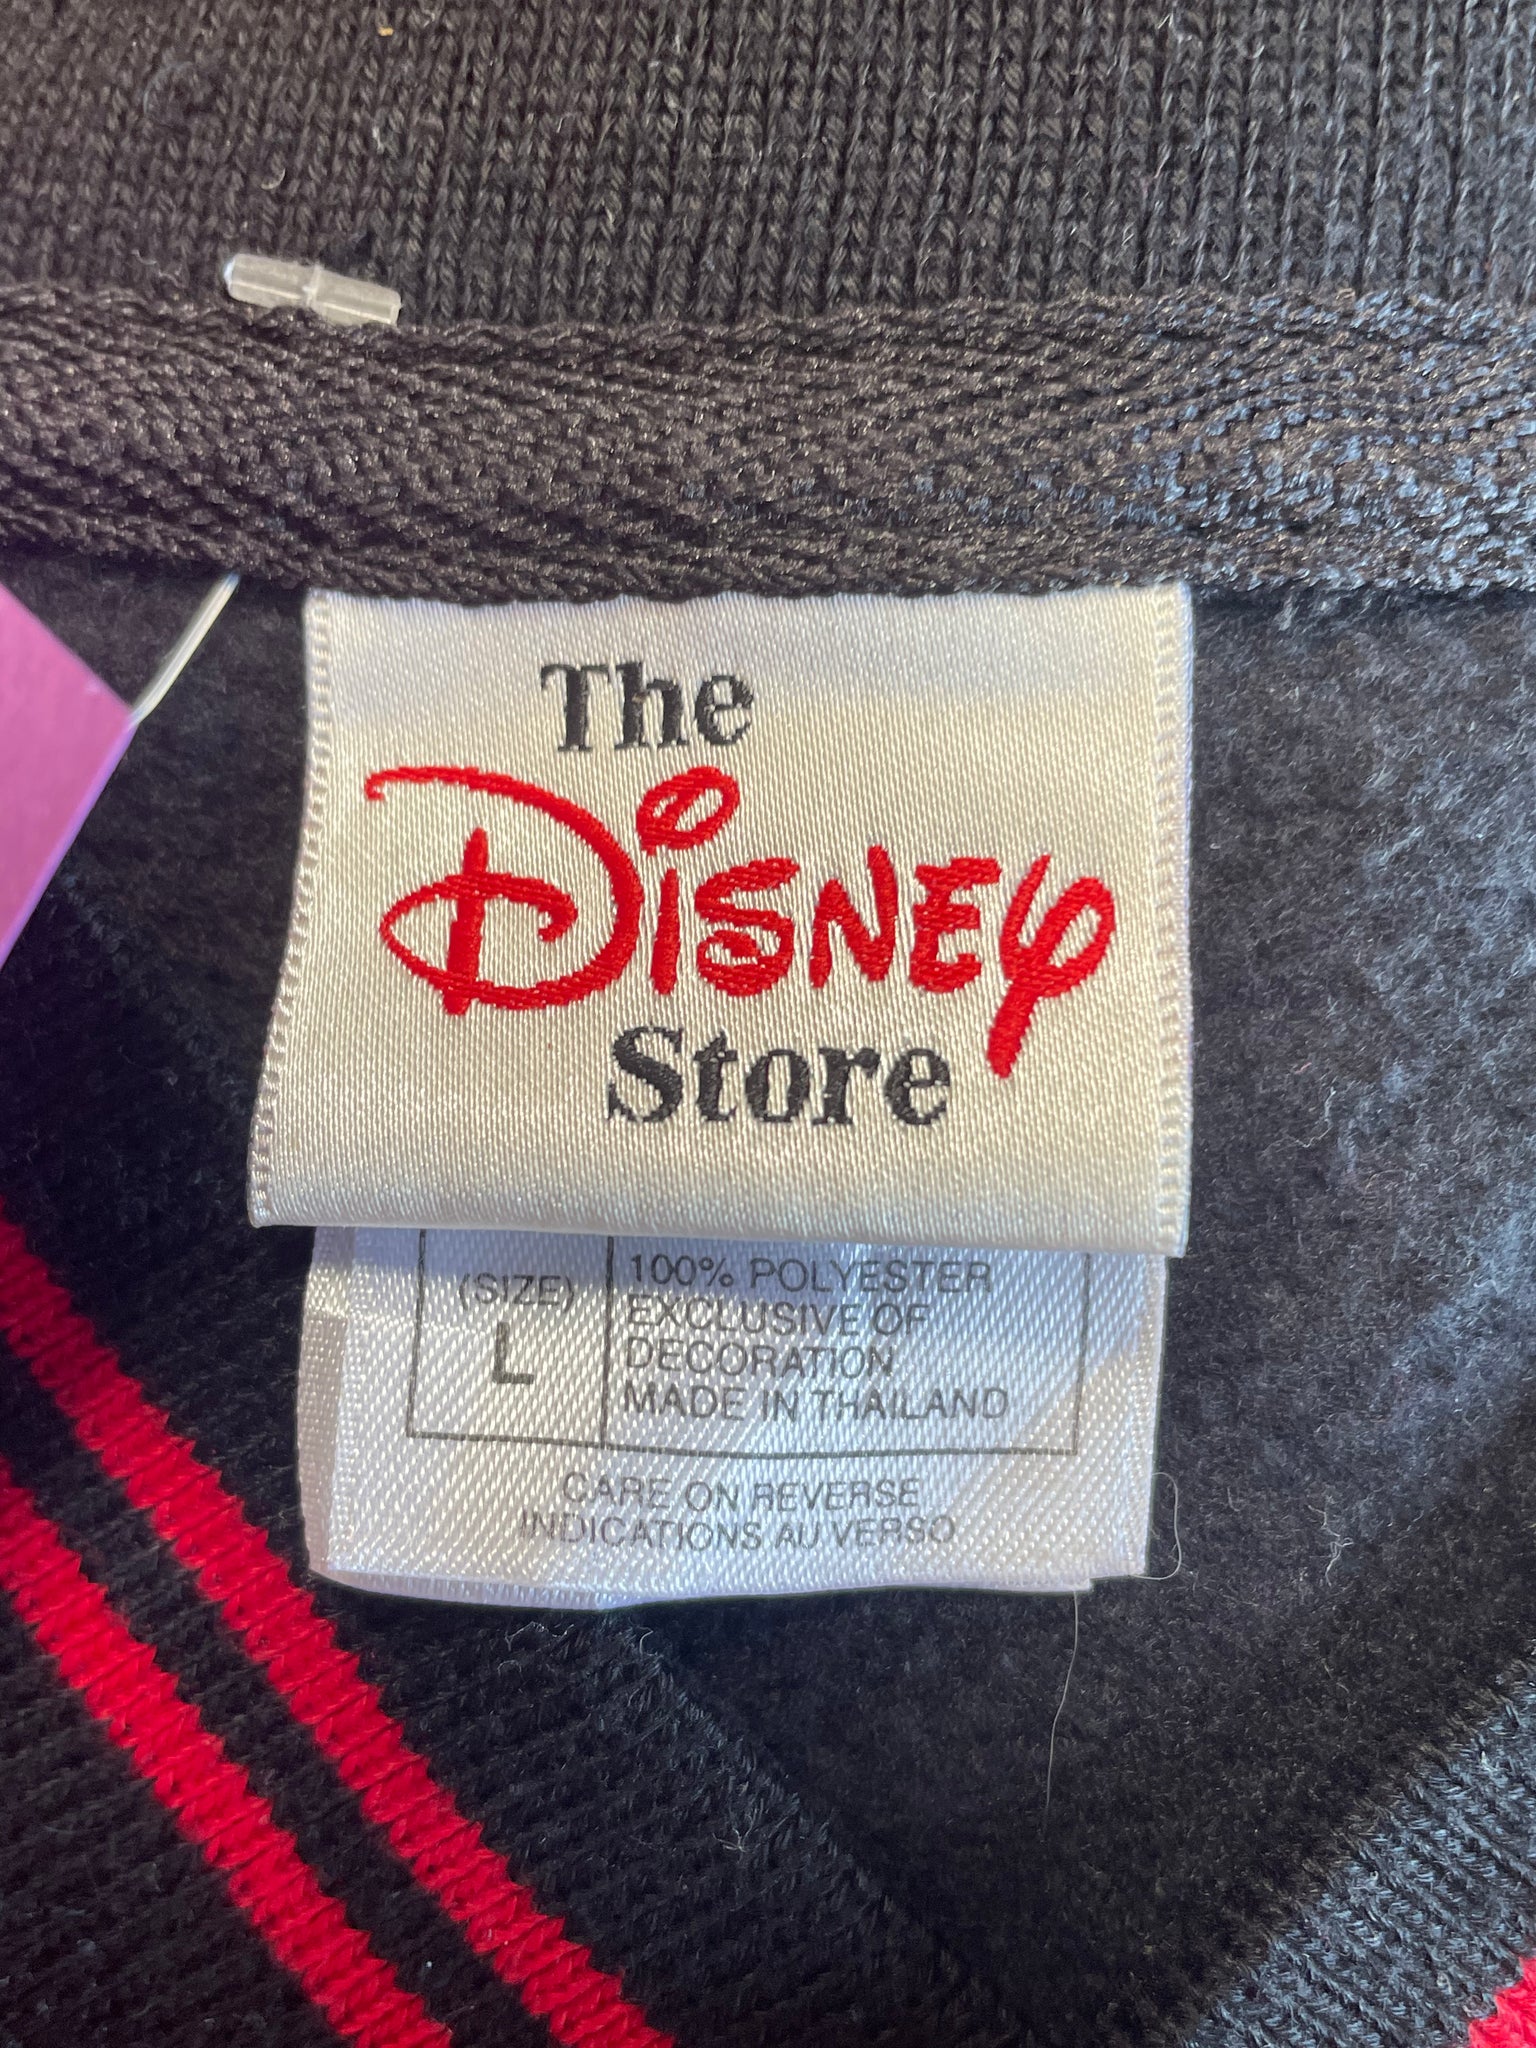 The
Disney
Store
(SIZE)
L
100% POLYESTER
EXCLUSIVE OF
DECORATION
MADE IN THAILAND
CARE ON REVERSE
INDICATIONS AU VERSO